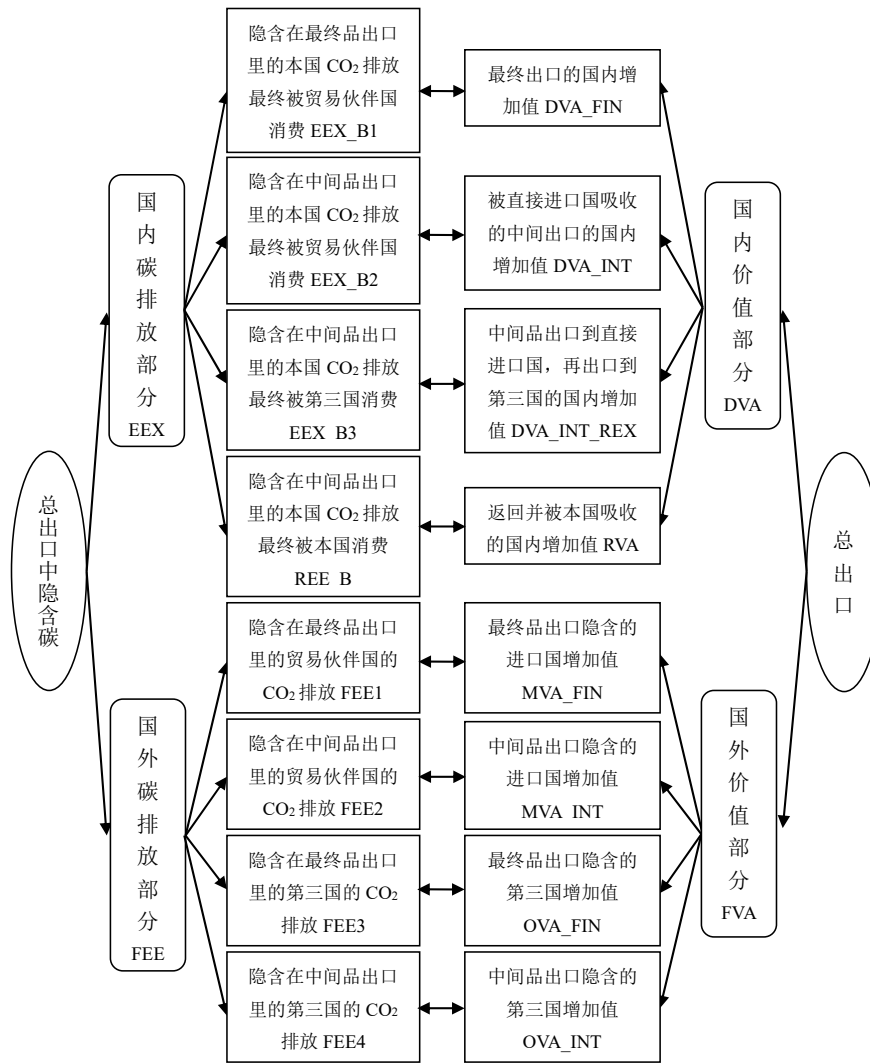 总出口中隐含碳
国内碳排放部分
EEX
国外碳排放部分
FEE
隐含在最终品出口
里的本国 CO₂ 排放
最终被贸易伙伴国
消费 EEX_B1
隐含在中间品出口
里的本国 CO₂ 排放
最终被贸易伙伴国
消费 EEX_B2
隐含在中间品出口
里的本国 CO₂ 排放
最终被第三国消费
EEX_B3
隐含在中间品出口
里的本国 CO₂ 排放
最终被本国消费
REE_B
隐含在最终品出口
里的贸易伙伴国的
CO₂ 排放 FEE1
隐含在中间品出口
里的贸易伙伴国的
CO₂ 排放 FEE2
隐含在最终品出口
里的第三国的 CO₂
排放 FEE3
隐含在中间品出口
里的第三国的 CO₂
排放 FEE4
最终出口的国内增
加值 DVA_FIN
被直接进口国吸收
的中间出口的国内
增加值 DVA_INT
中间品出口到直接
进口国，再出口到
第三国的国内增加
值 DVA_INT_REX
返回并被本国吸收
的国内增加值 RVA
最终品出口隐含的
进口国增加值
MVA_FIN
中间品出口隐含的
进口国增加值
MVA_INT
最终品出口隐含的
第三国增加值
OVA_FIN
中间品出口隐含的
第三国增加值
OVA_INT
国内价值部分
DVA
国外价值部分
FVA
总出口